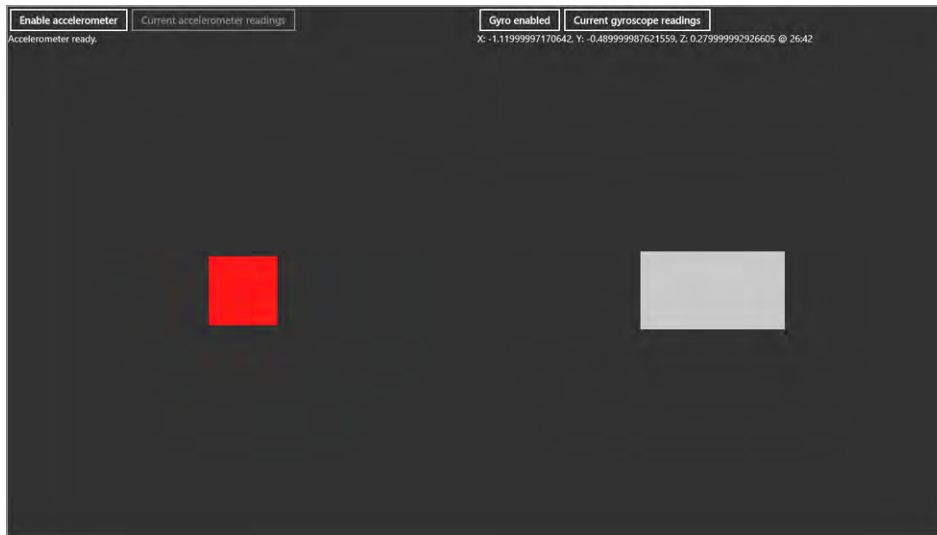 Enable accelerometer Current accelerometer readings
Accelerometer ready.
Gyro enabled Current gyroscope readings
X: -1.11999997170642, Y: -0.489999987621559, Z: 0.279999992926605 @ 26:42